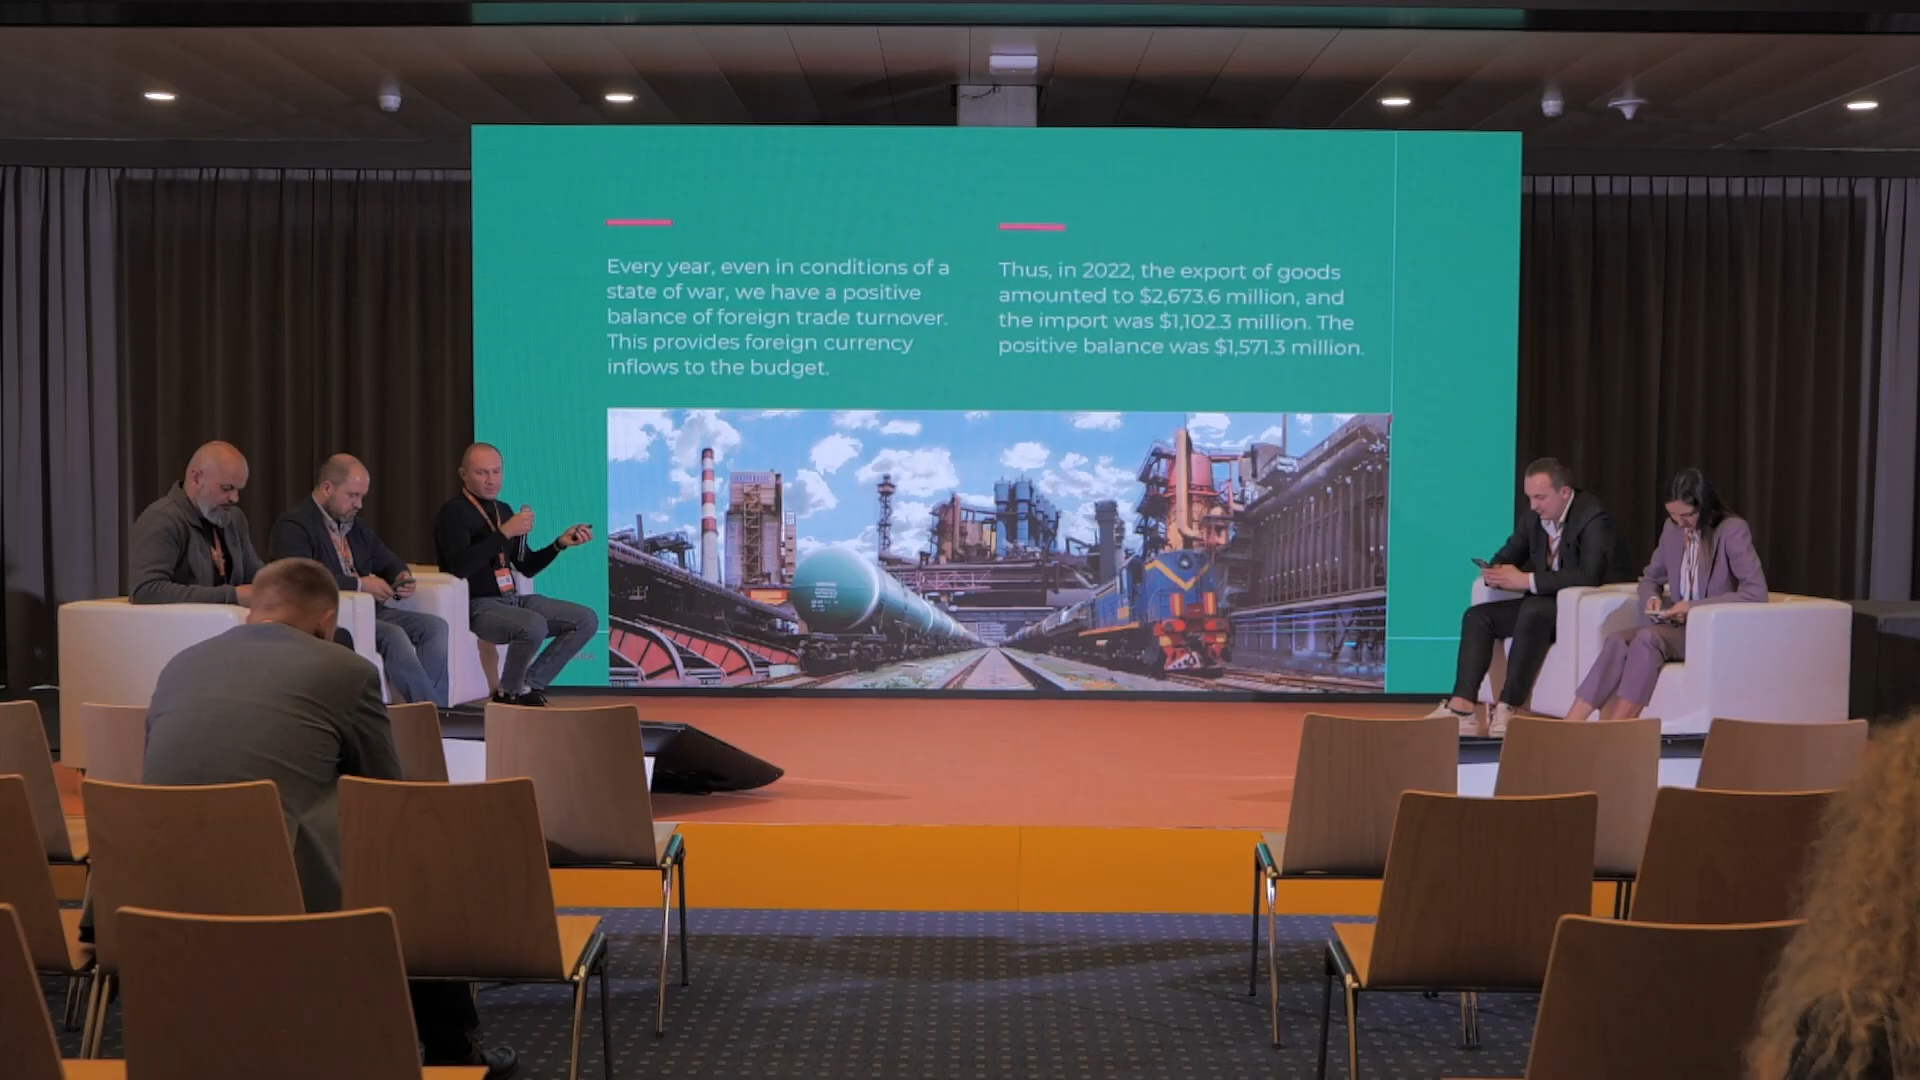 Every year, even in conditions of a
state of war, we have a positive
balance of foreign trade turnover.
This provides foreign currency
inflows to the budget.
Thus, in 2022, the export of goods
amounted to $2,673.6 million, and
the import was $1,102.3 million. The
positive balance was $1,571.3 million.